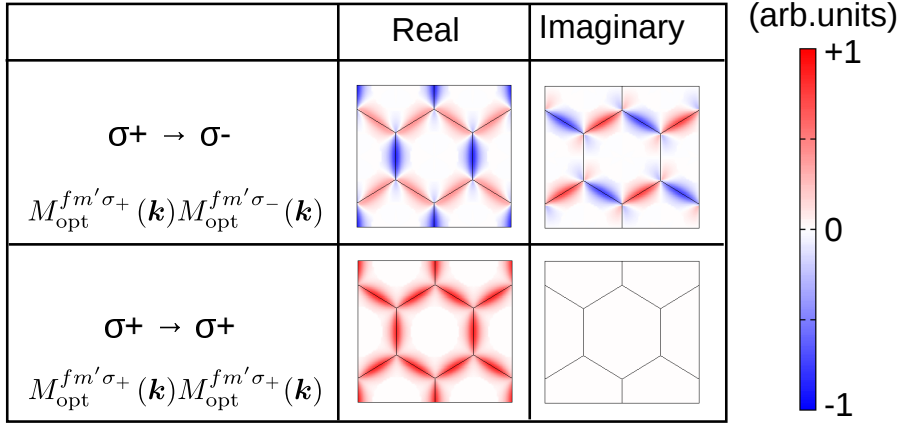 (arb.units)
Real Imaginary
+1
σ+ → σ-
M_opt^{fm′σ+}(k)M_opt^{fm′σ−}(k)
0
σ+ → σ+
M_opt^{fm′σ+}(k)M_opt^{fm′σ+}(k)
-1